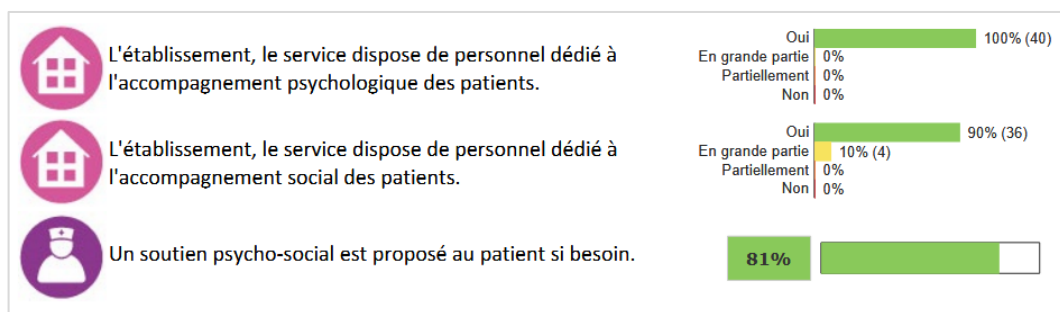 L'établissement, le service dispose de personnel dédié à
l'accompagnement psychologique des patients.
Oui 100% (40)
En grande partie 0%
Partiellement 0%
Non 0%
L'établissement, le service dispose de personnel dédié à
l'accompagnement social des patients.
Oui 90% (36)
En grande partie 10% (4)
Partiellement 0%
Non 0%
Un soutien psycho-social est proposé au patient si besoin.
81%